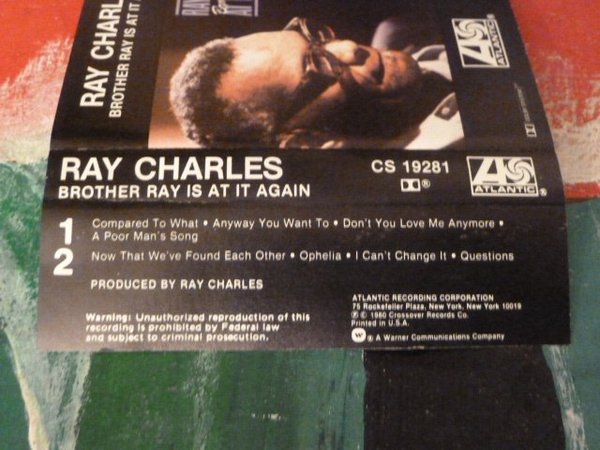 RAY
RAY CHARL
BROTHER RAY IS AT IT
ATLANTIC
RAY CHARLES
CS 19281
BROTHER RAY IS AT IT AGAIN
ATLANTIC
1 Compared To What • Anyway You Want To • Don't You Love Me Anymore •
A Poor Man's Song
2 Now That We've Found Each Other • Ophelia • I Can't Change It • Questions
PRODUCED BY RAY CHARLES
Warning: Unauthorized reproduction of this
recording is prohibited by Federal law
and subject to criminal prosecution.
ATLANTIC RECORDING CORPORATION
75 Rockefeller Plaza, New York, New York 10019
℗ © 1980 Crossover Records Co.
Printed in U.S.A.
A Warner Communications Company